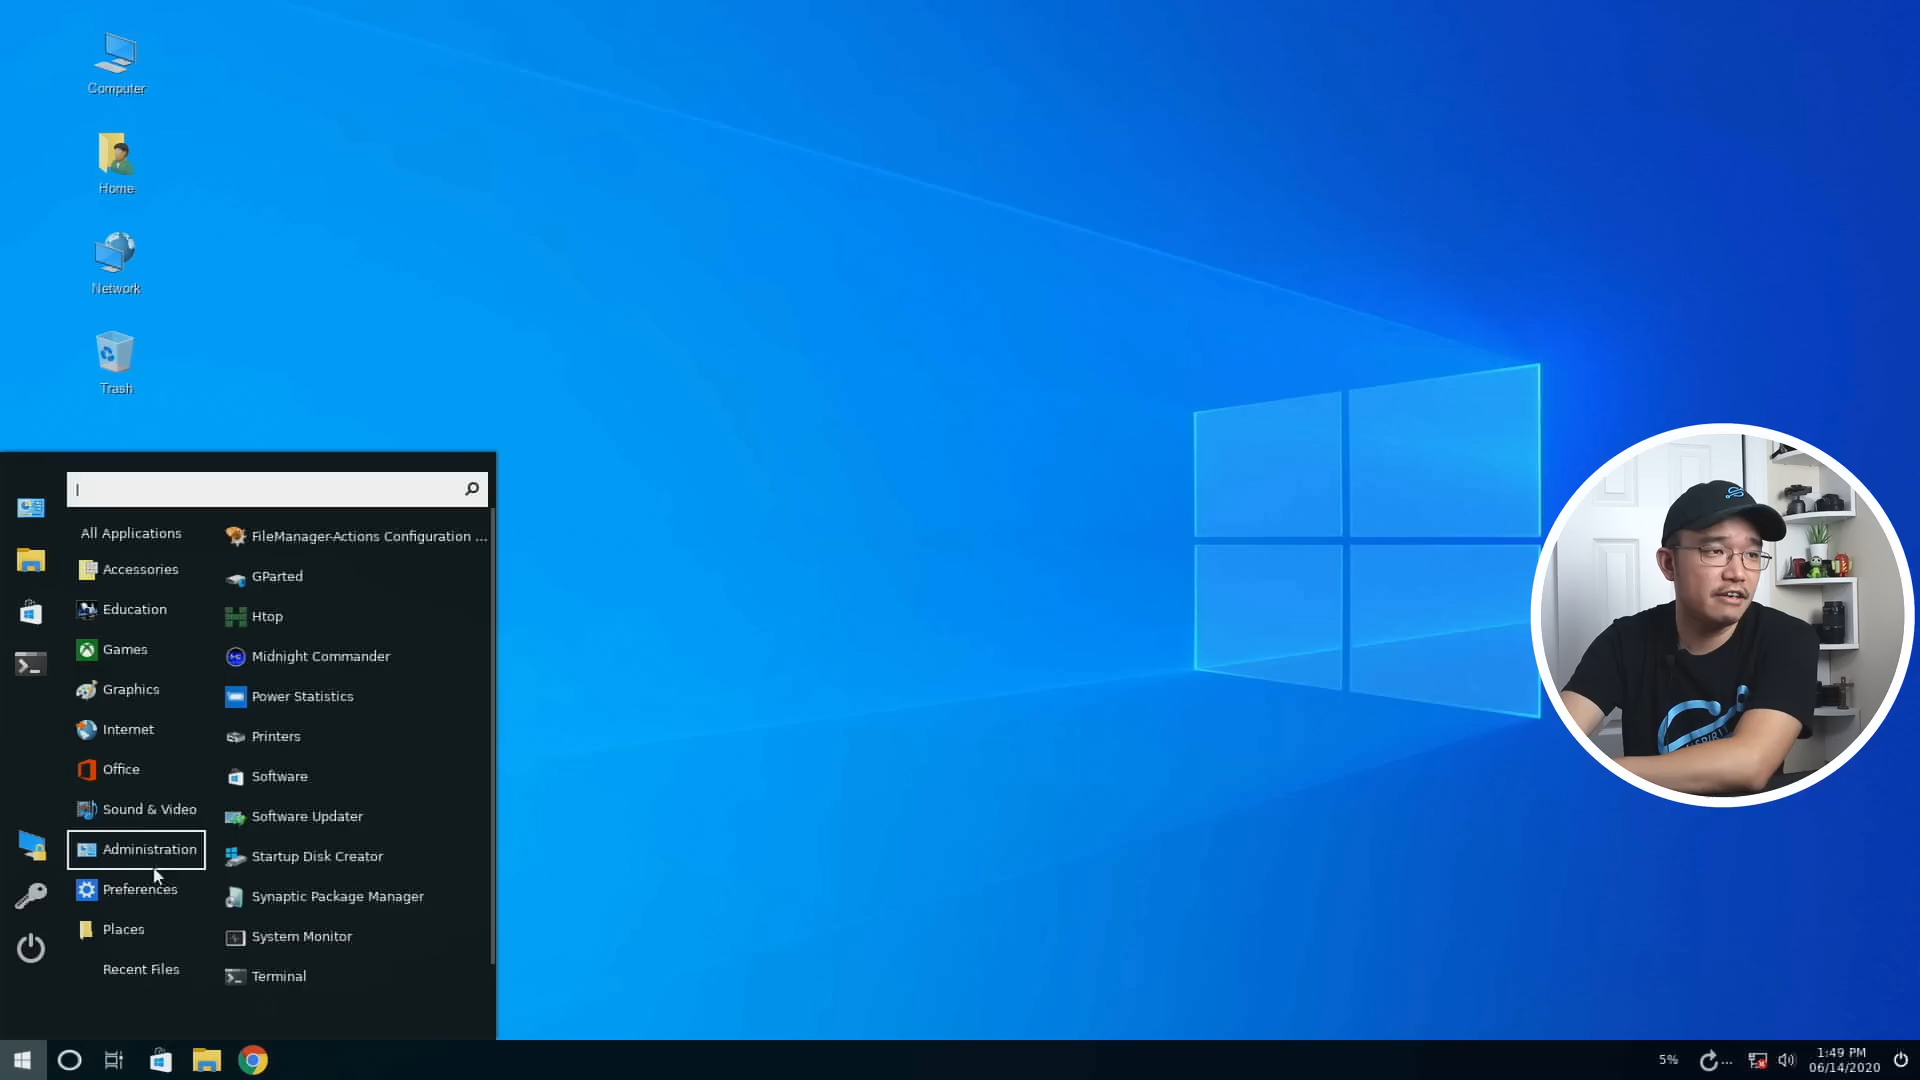 Computer
Home
Network
Trash
All Applications
Accessories
Education
Games
Graphics
Internet
Office
Sound & Video
Administration
Preferences
Places
Recent Files
FileManager-Actions Configuration ...
GParted
Htop
Midnight Commander
Power Statistics
Printers
Software
Software Updater
Startup Disk Creator
Synaptic Package Manager
System Monitor
Terminal
5%
...
1:49 PM
06/14/2020